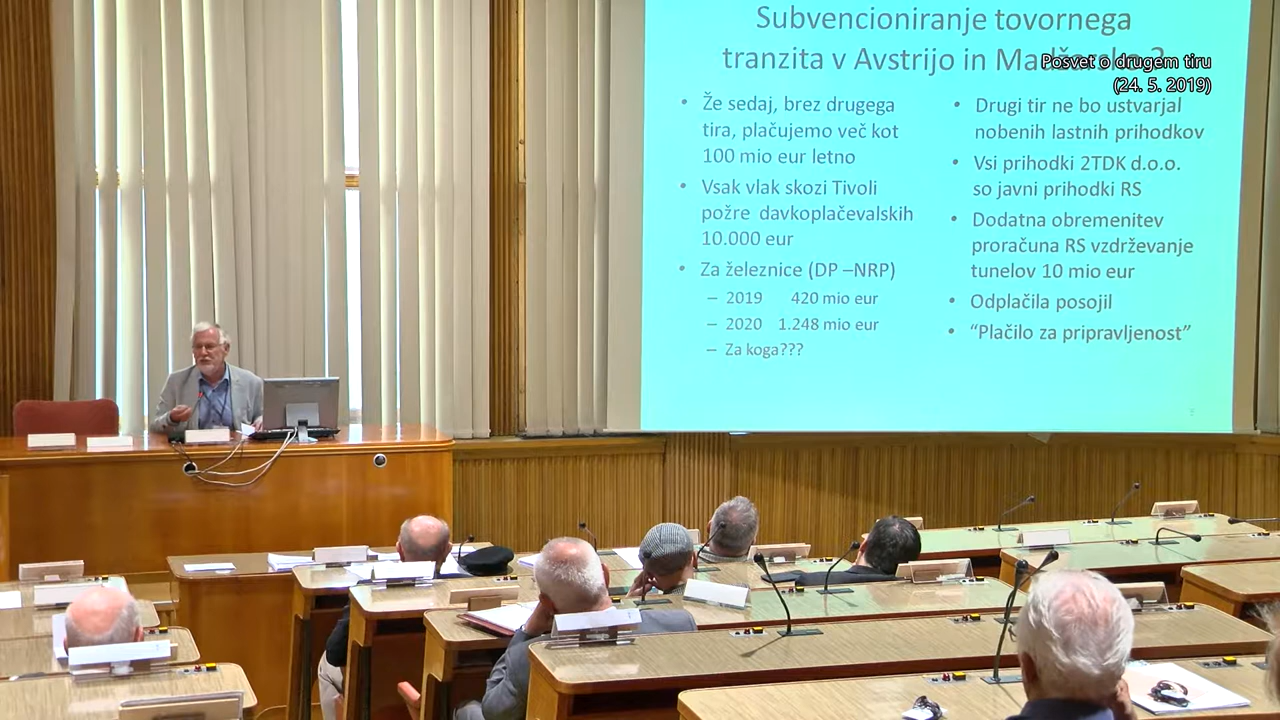 Subvencioniranje tovornega
tranzita v Avstrijo in
Posvet o drugem tiru
(24. 5. 2019)
• Že sedaj, brez drugega
tira, plačujemo več kot
100 mio eur letno
• Vsak vlak skozi Tivoli
požre davkoplačevalskih
10.000 eur
• Za železnice (DP –NRP)
– 2019 420 mio eur
– 2020 1.248 mio eur
– Za koga???
• Drugi tir ne bo ustvarjal
nobenih lastnih prihodkov
• Vsi prihodki 2TDK d.o.o.
so javni prihodki RS
• Dodatna obremenitev
proračuna RS vzdrževanje
tunelov 10 mio eur
• Odplačila posojil
• “Plačilo za pripravljenost”